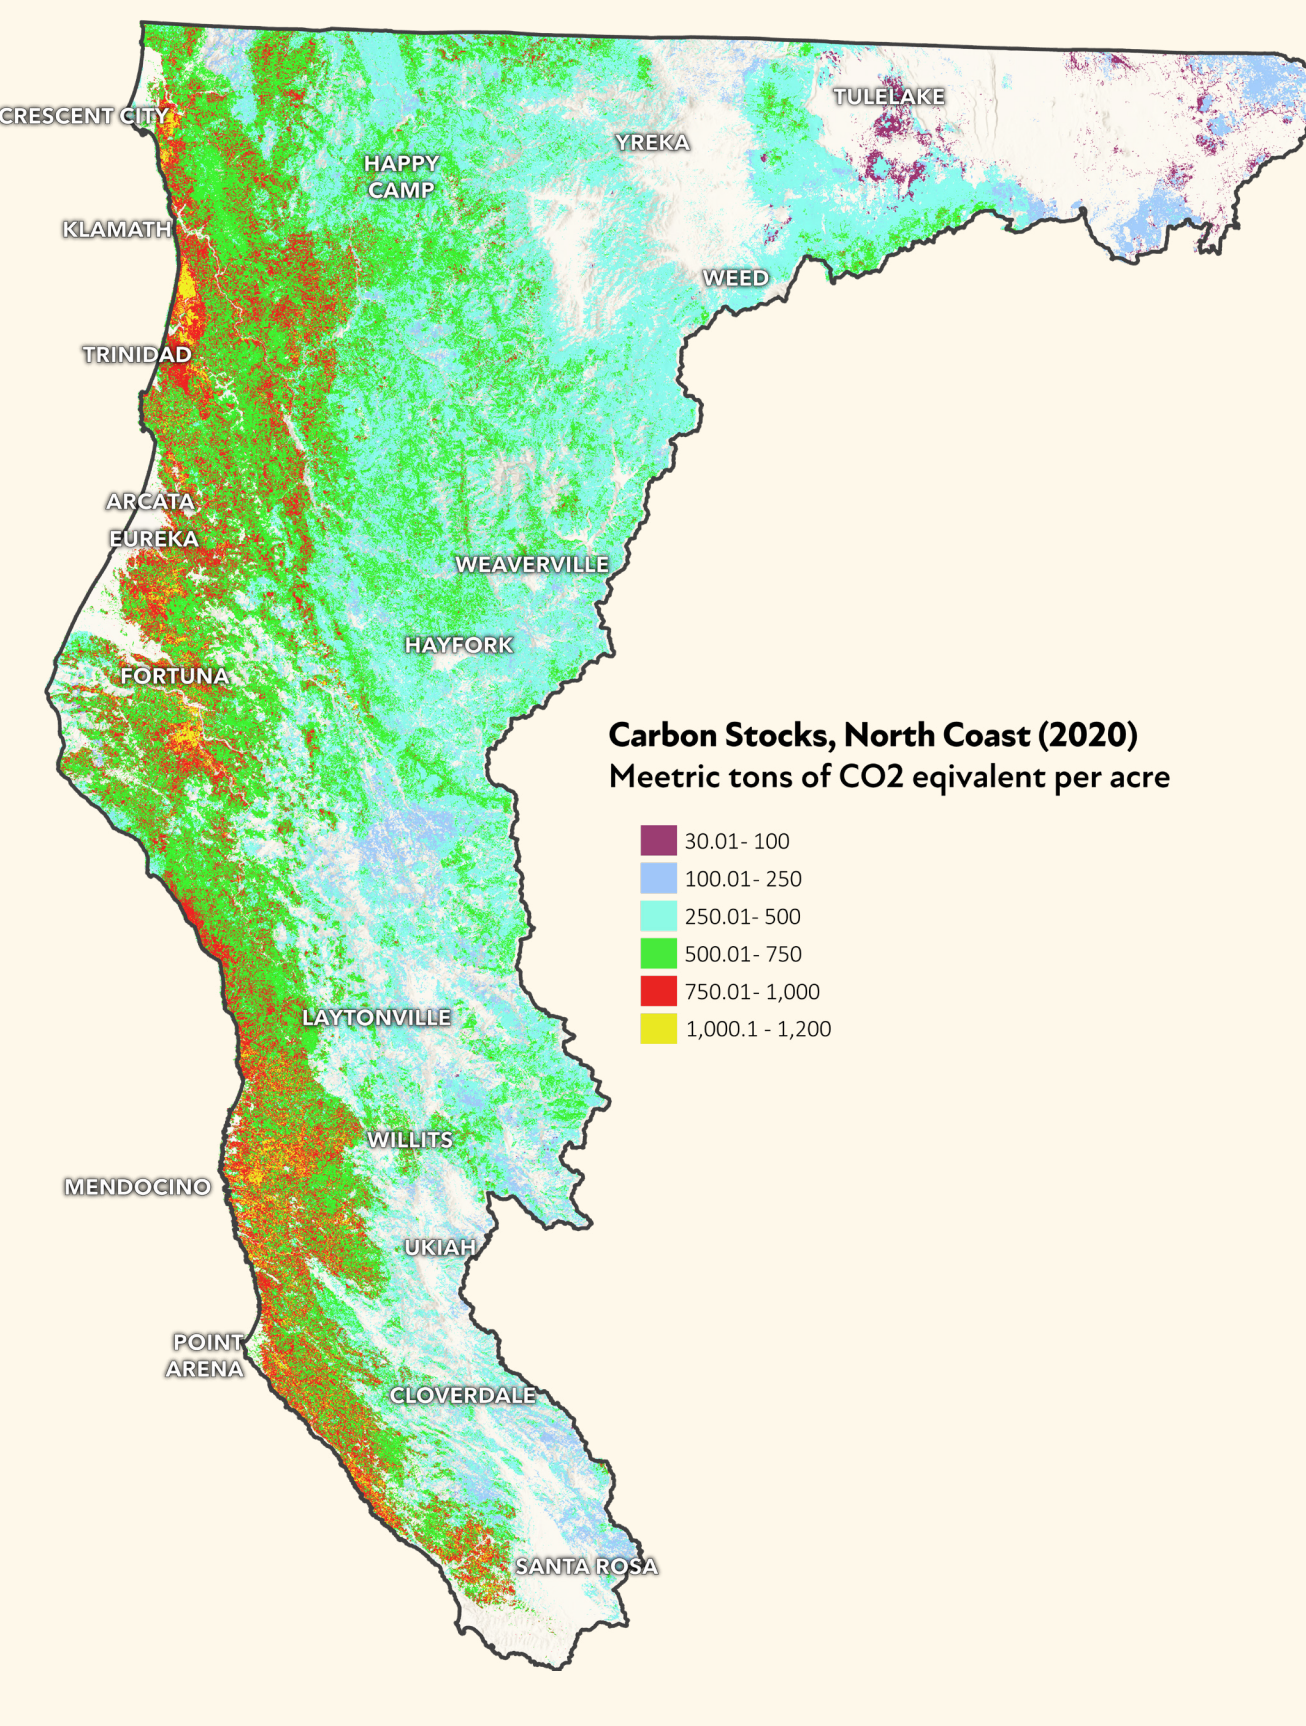 TULELAKE
CRESCENT CITY
YREKA
HAPPY
CAMP
KLAMATH
WEED
TRINIDAD
ARCATA
EUREKA
WEAVERVILLE
HAYFORK
FORTUNA
Carbon Stocks, North Coast (2020)
Meetric tons of CO2 eqivalent per acre
30.01- 100
100.01- 250
250.01- 500
500.01- 750
750.01- 1,000
1,000.1 - 1,200
LAYTONVILLE
WILLITS
MENDOCINO
UKIAH
POINT
ARENA
CLOVERDALE
SANTA ROSA